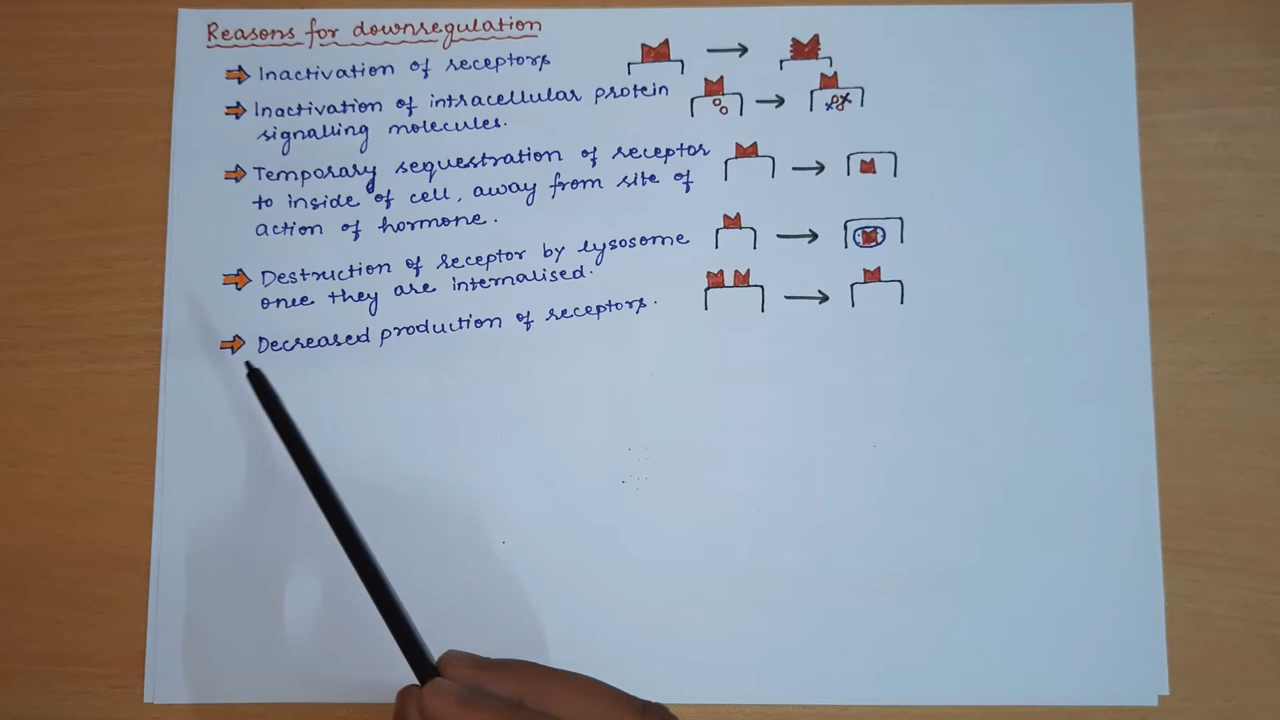 Reasons for downregulation
Inactivation of receptors
Inactivation of intracellular protein
signalling molecules.
Temporary sequestration of receptor
to inside of cell, away from site of
action of hormone.
Destruction of receptor by lysosome
once they are internalised.
Decreased production of receptors.